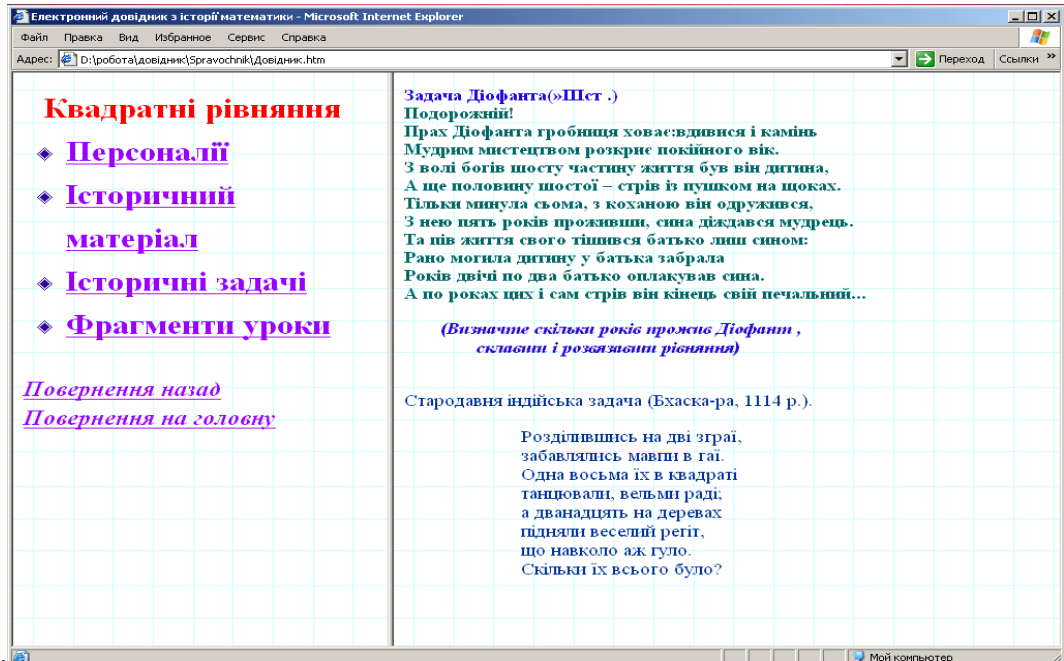 Електронний довідник з історії математики - Microsoft Internet Explorer
Файл Правка Вид Избранное Сервис Справка
Адрес: D:\робота\довідник\Spravochnik\Довідник.htm Переход Ссылки »
Квадратні рівняння
Персоналії
Історичний
матеріал
Історичні задачі
Фрагменти уроки
Повернення назад
Повернення на головну
Задача Діофанта(»ІІІст .)
Подорожній!
Прах Діофанта гробниця ховає:вдивися і камінь
Мудрим мистецтвом розкриє покійного вік.
З волі богів шосту частину життя був він дитина,
А ще половину шостої – стрів із пушком на щоках.
Тільки минула сьома, з коханою він одружився,
З нею пять років проживши, сина діждався мудрець.
Та пів життя свого тішився батько лиш сином:
Рано могила дитину у батька забрала
Років двічі по два батько оплакував сина.
А по роках цих і сам стрів він кінець свій печальний...
(Визначте скільки років прожив Діофант ,
склавши і розвязавши рівняння)
Стародавня індійська задача (Бхаска-ра, 1114 р.).
Розділившись на дві зграї,
забавлялись мавпи в гаї.
Одна восьма їх в квадраті
танцювали, вельми раді;
а дванадцять на деревах
підняли веселий регіт,
що навколо аж гуло.
Скільки їх всього було?
Мой компьютер